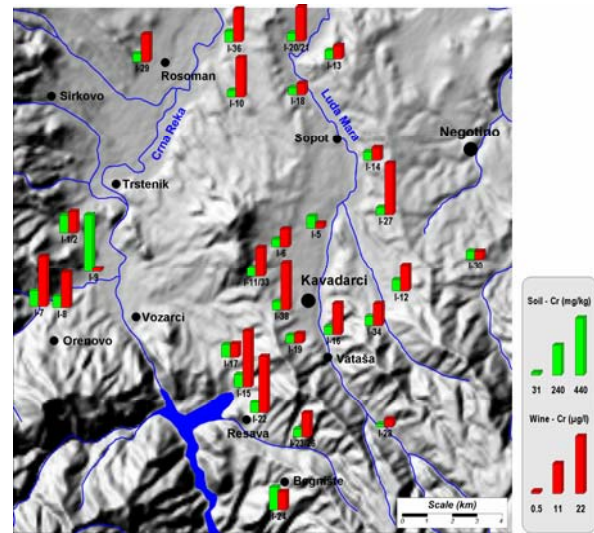 I-36
I-20/21
I-29
Rosoman
I-13
Sirkovo
I-10
I-18
Crna Reka
Luda Mara
Sopot
Negotino
I-14
Trstenik
I-27
I-1/2
I-5
I-6
I-9
I-11/33
I-30
Kavadarci
I-12
I-7
I-8
I-38
Vozarci
I-34
I-16
Orenovo
I-19
I-17
Vataša
I-15
I-22
Resava
I-28
Begnište
I-24
Scale (km)
0 1 2 3 4
Soil - Cr (mg/kg)
31 240 440
Wine - Cr (µg/l)
0.5 11 22